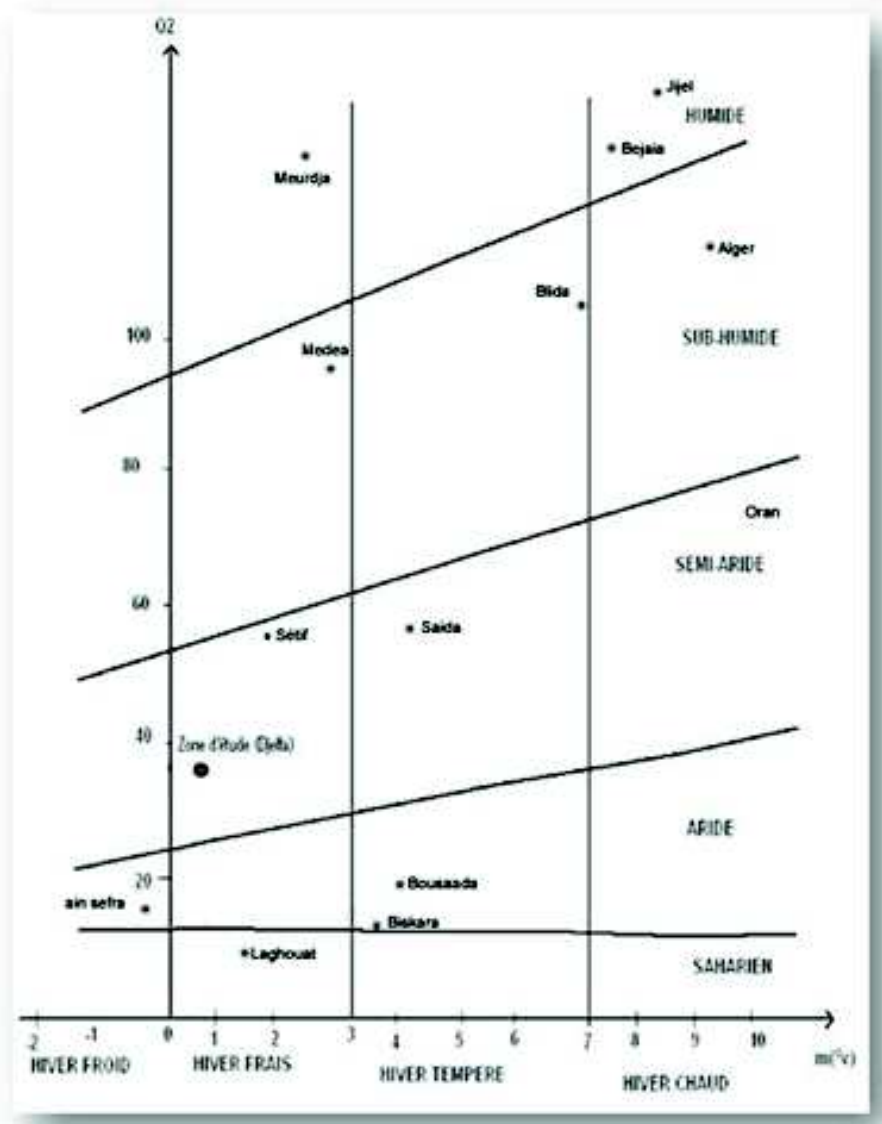 Q2
Jijel
HUMIDE
Bejaia
Meurdja
Alger
Blida
100
SUB-HUMIDE
Medea
80
Oran
SEMI-ARIDE
60
Sétif
Saida
40
Zone d'étude (Djelfa)
ARIDE
20
Bousaada
ain sefra
Biskara
Laghouat
SAHARIEN
-2 -1 0 1 2 3 4 5 6 7 8 9 10
m(°c)
HIVER FROID
HIVER FRAIS
HIVER TEMPERE
HIVER CHAUD